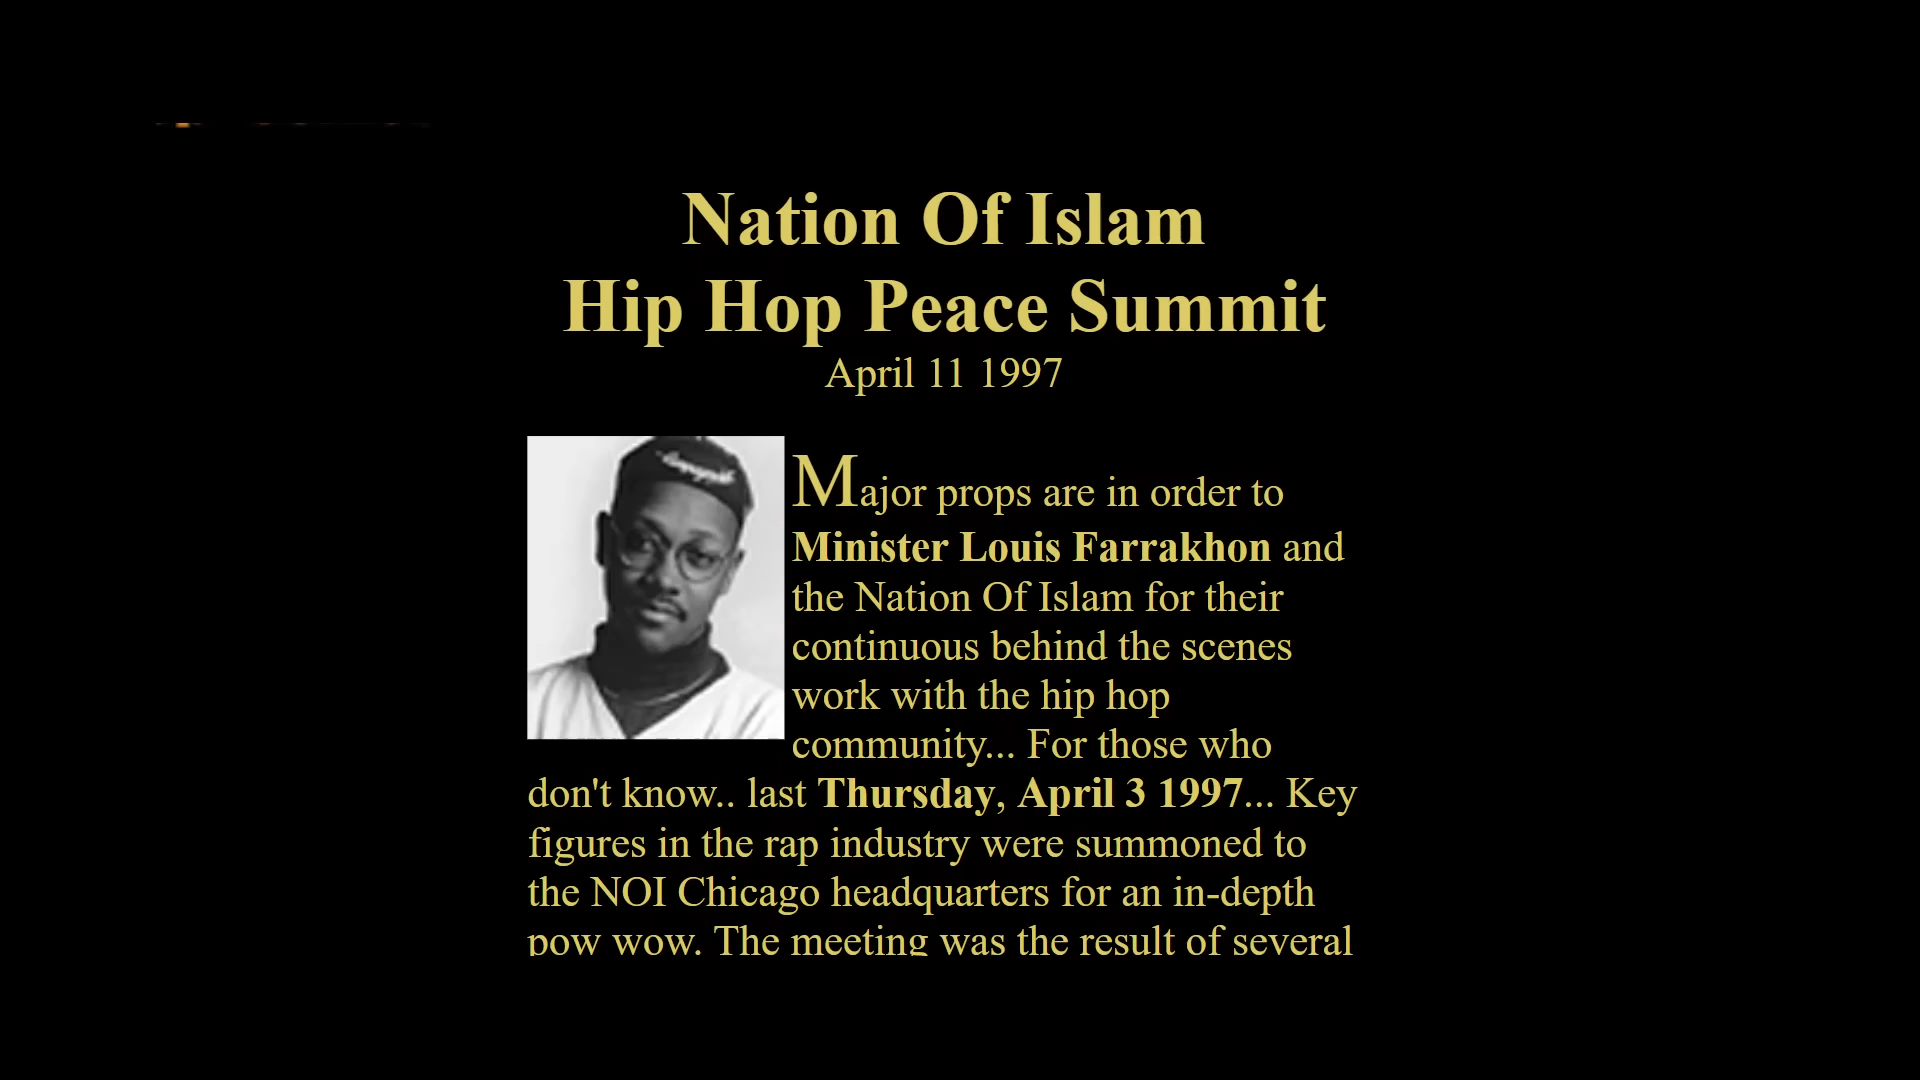 Nation Of Islam
Hip Hop Peace Summit
April 11 1997
Major props are in order to
Minister Louis Farrakhon and
the Nation Of Islam for their
continuous behind the scenes
work with the hip hop
community... For those who
don't know.. last Thursday, April 3 1997... Key
figures in the rap industry were summoned to
the NOI Chicago headquarters for an in-depth
pow wow. The meeting was the result of several